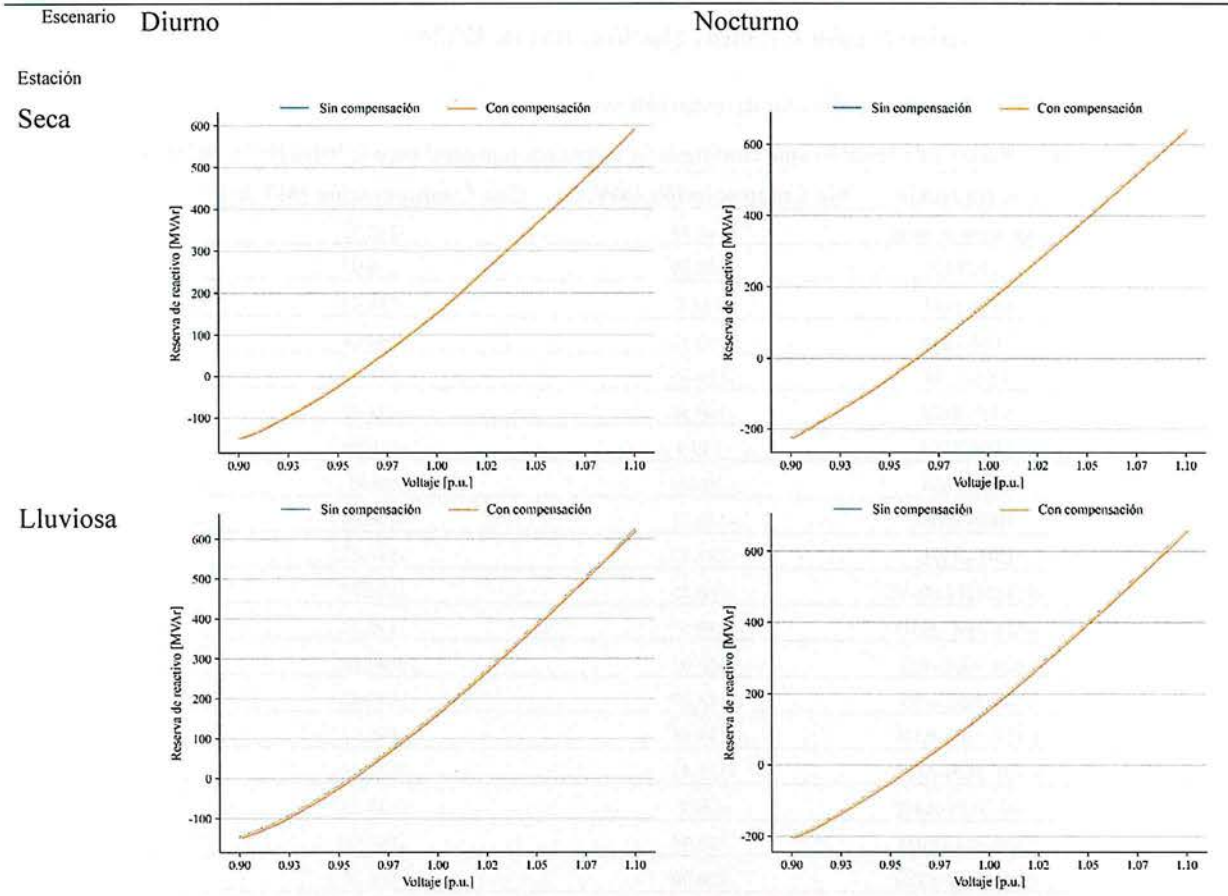 Escenario
Diurno
Nocturno
Estación
Seca
Sin compensación Con compensación
600
500
400
300
200
100
0
-100
Reserva de reactivo [MVAr]
0.90 0.93 0.95 0.97 1.00 1.02 1.05 1.07 1.10
Voltaje [p.u.]
Sin compensación Con compensación
600
400
200
0
-200
Reserva de reactivo [MVAr]
0.90 0.93 0.95 0.97 1.00 1.02 1.05 1.07 1.10
Voltaje [p.u.]
Lluviosa
Sin compensación Con compensación
600
500
400
300
200
100
0
-100
Reserva de reactivo [MVAr]
0.90 0.93 0.95 0.97 1.00 1.02 1.05 1.07 1.10
Voltaje [p.u.]
Sin compensación Con compensación
600
400
200
0
-200
Reserva de reactivo [MVAr]
0.90 0.93 0.95 0.97 1.00 1.02 1.05 1.07 1.10
Voltaje [p.u.]